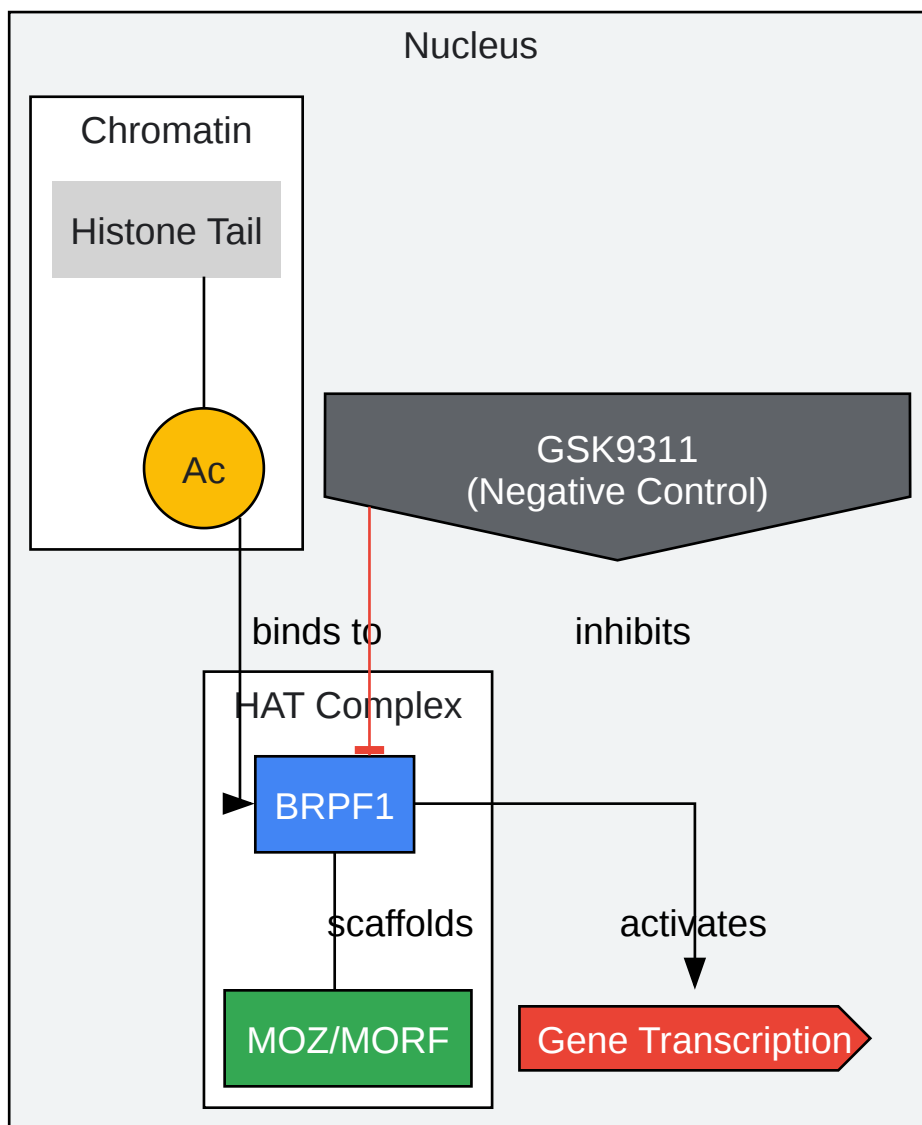 Nucleus
Chromatin
Histone Tail
Ac
GSK9311
(Negative Control)
binds to
inhibits
HAT Complex
BRPF1
scaffolds
activates
MOZ/MORF
Gene Transcription